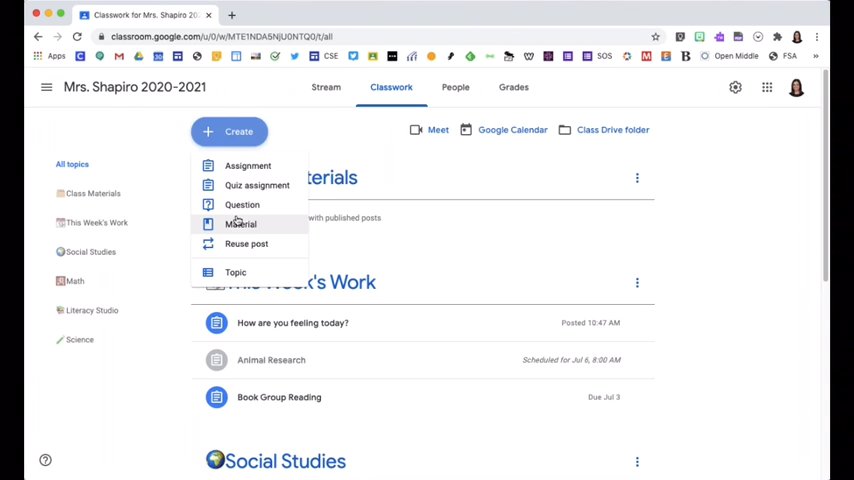 Classwork for Mrs. Shapiro 202
classroom.google.com/u/0/w/MTE1NDA5NjU0NTQ0/t/all
Apps
31
CSE
SOS
Open Middle
FSA
Mrs. Shapiro 2020-2021
Stream
Classwork
People
Grades
Create
Meet
Google Calendar
Class Drive folder
All topics
Class Materials
This Week's Work
Social Studies
Math
Literacy Studio
Science
Assignment
Quiz assignment
Question
Material
Reuse post
Topic
terials
with published posts
This Week's Work
How are you feeling today?
Posted 10:47 AM
Animal Research
Scheduled for Jul 6, 8:00 AM
Book Group Reading
Due Jul 3
Social Studies